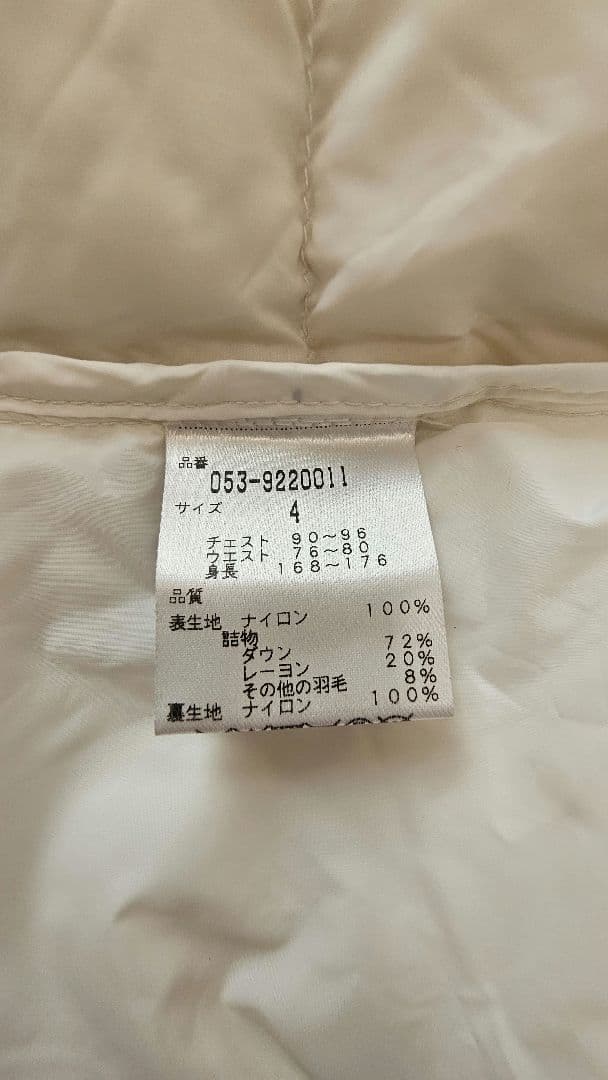 品番
053-9220011
サイズ 4
チェスト 90～96
ウエスト 76～80
身長 168～176
品質
表生地 ナイロン 100%
詰物
ダウン 72%
レーヨン 20%
その他の羽毛 8%
裏生地 ナイロン 100%